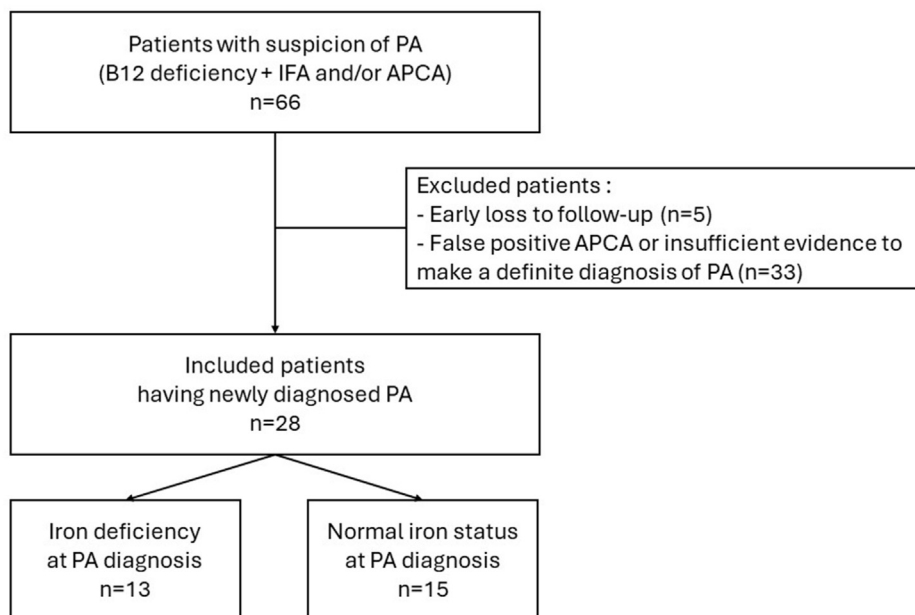 Patients with suspicion of PA
(B12 deficiency + IFA and/or APCA)
n=66
Excluded patients :
- Early loss to follow-up (n=5)
- False positive APCA or insufficient evidence to
make a definite diagnosis of PA (n=33)
Included patients
having newly diagnosed PA
n=28
Iron deficiency
at PA diagnosis
n=13
Normal iron status
at PA diagnosis
n=15